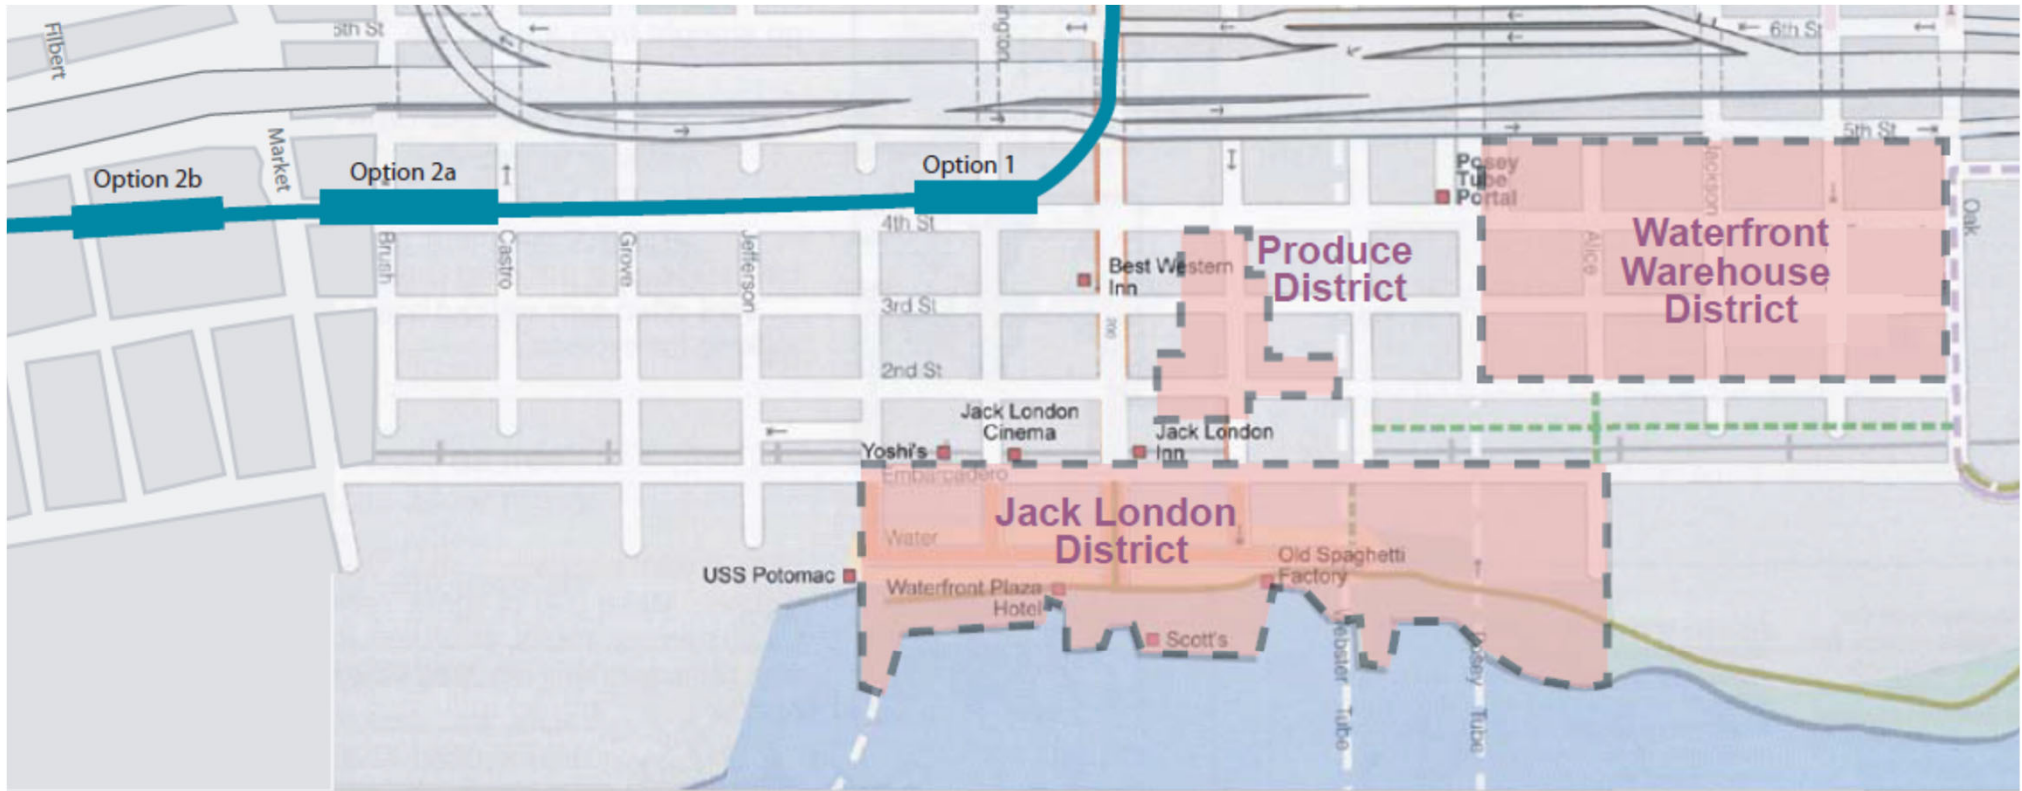 Filbert
5th St
6th St
Market
5th St
Option 2b
Option 2a
Option 1
Posey
Tube
Portal
Jackson
Oak
4th St
Brush
Castro
Grove
Jefferson
Alice
Produce
District
Waterfront
Warehouse
District
Best Western
Inn
3rd St
200
2nd St
Jack London
Cinema
Jack London
Inn
Yoshi's
Embarcadero
Jack London
District
Water
Old Spaghetti
Factory
USS Potomac
Waterfront Plaza
Hotel
Scott's
Webster Tube
Posey Tube